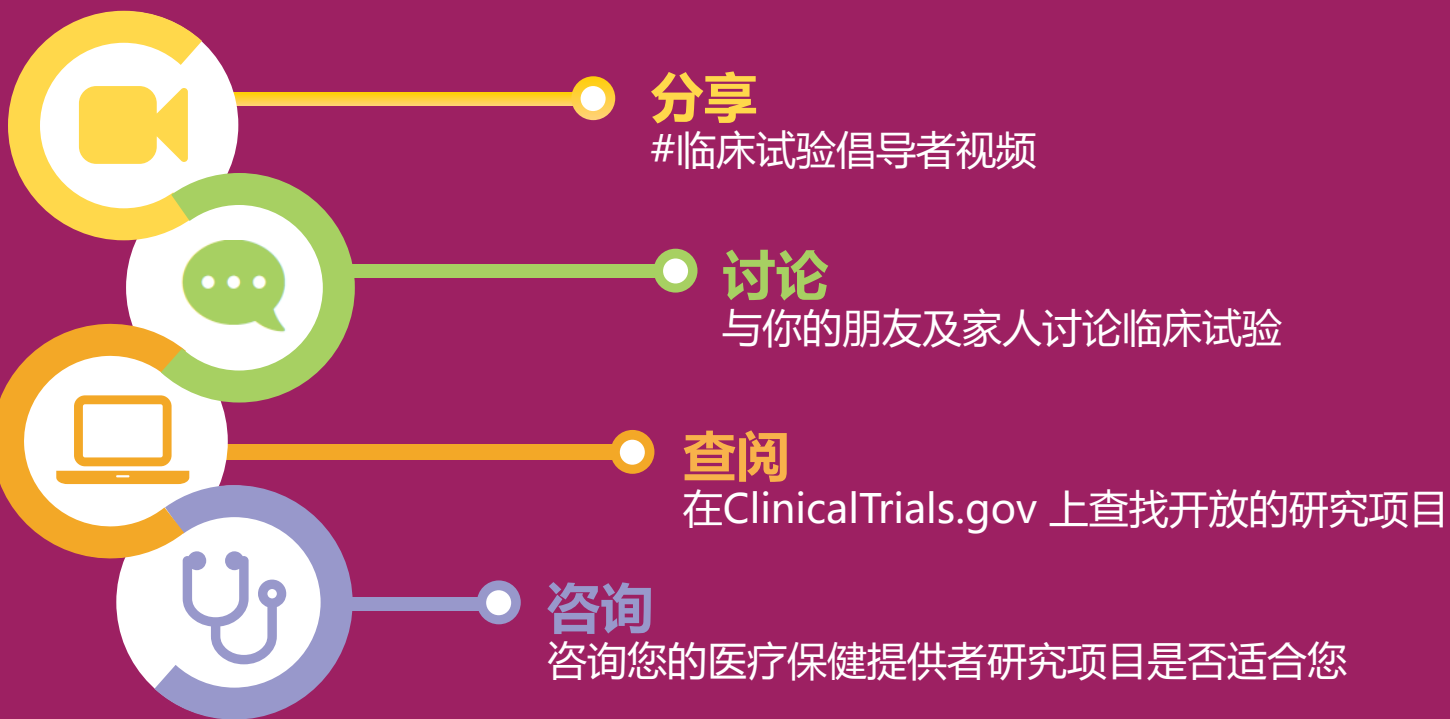 分享
#临床试验倡导者视频
讨论
与你的朋友及家人讨论临床试验
查阅
在ClinicalTrials.gov 上查找开放的研究项目
咨询
咨询您的医疗保健提供者研究项目是否适合您